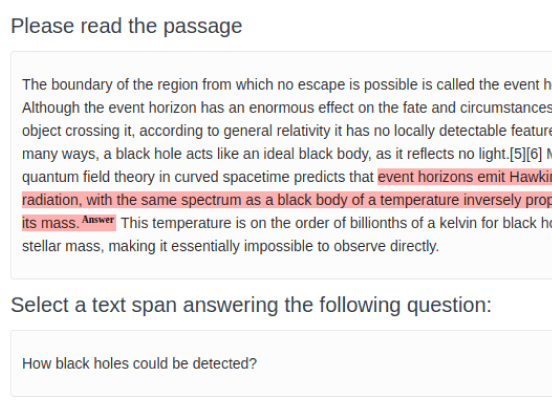 Please read the passage
The boundary of the region from which no escape is possible is called the event
Although the event horizon has an enormous effect on the fate and circumstances
object crossing it, according to general relativity it has no locally detectable feature
many ways, a black hole acts like an ideal black body, as it reflects no light.[5][6]
quantum field theory in curved spacetime predicts that event horizons emit
radiation, with the same spectrum as a black body of a temperature inversely
its mass. Answer This temperature is on the order of billionths of a kelvin for black
stellar mass, making it essentially impossible to observe directly.
Select a text span answering the following question:
How black holes could be detected?